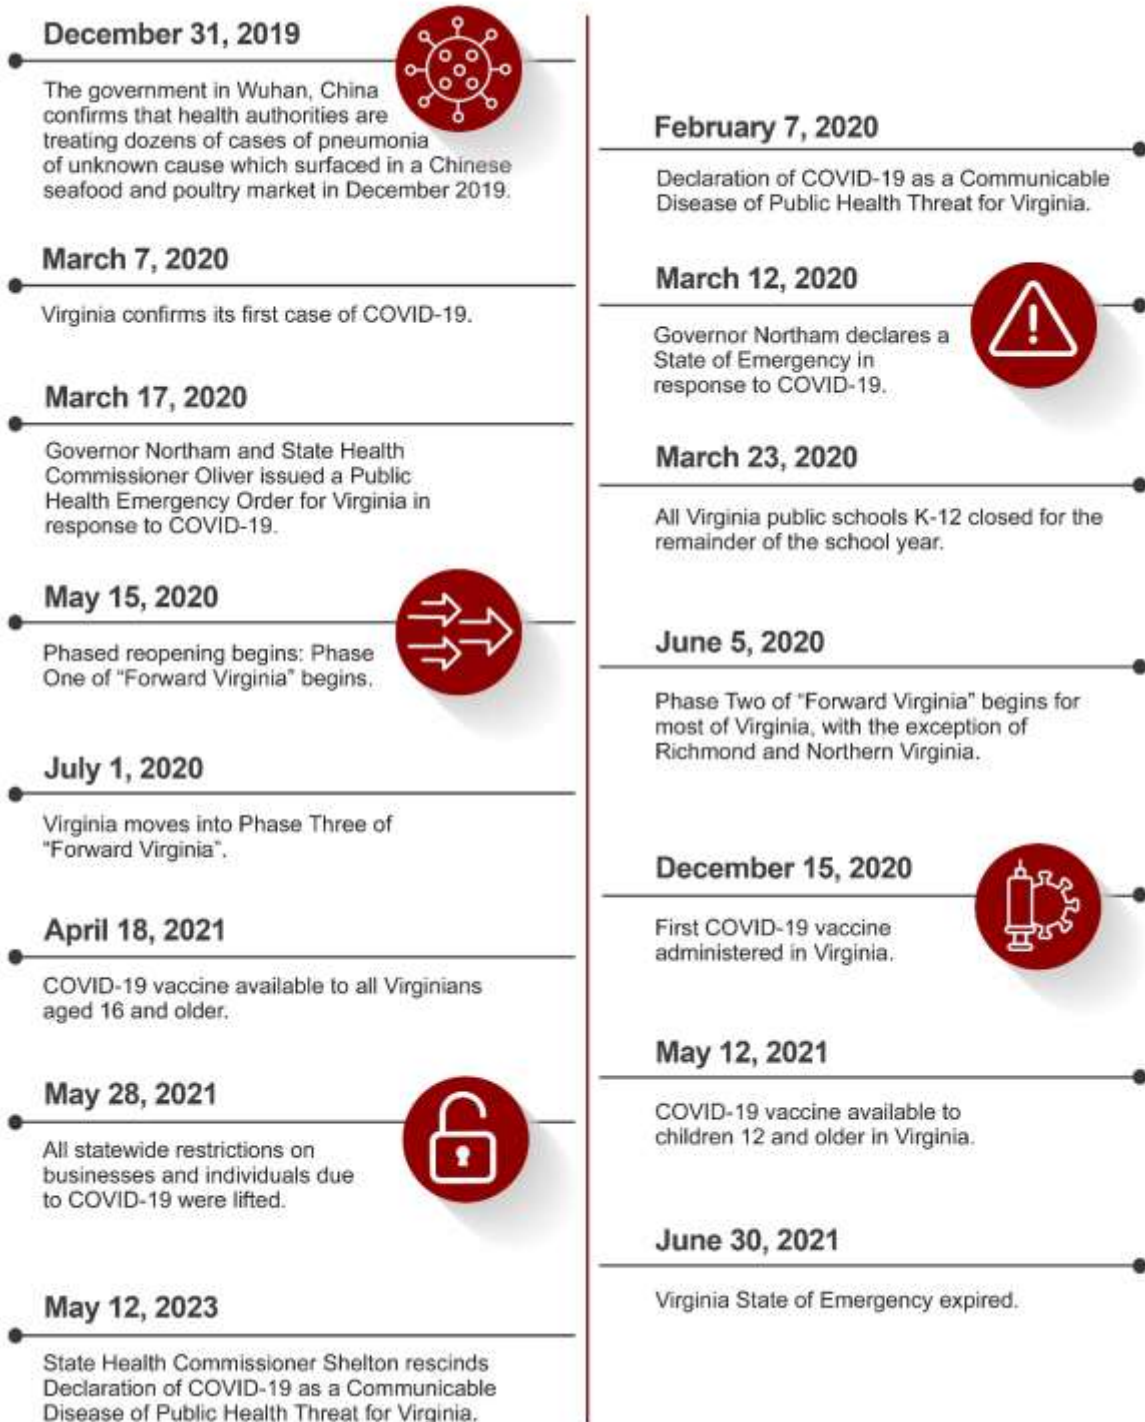 December 31, 2019
The government in Wuhan, China
confirms that health authorities are
treating dozens of cases of pneumonia
of unknown cause which surfaced in a Chinese
seafood and poultry market in December 2019.
February 7, 2020
Declaration of COVID-19 as a Communicable
Disease of Public Health Threat for Virginia.
March 7, 2020
Virginia confirms its first case of COVID-19.
March 12, 2020
Governor Northam declares a
State of Emergency in
response to COVID-19.
March 17, 2020
Governor Northam and State Health
Commissioner Oliver issued a Public
Health Emergency Order for Virginia in
response to COVID-19.
March 23, 2020
All Virginia public schools K-12 closed for the
remainder of the school year.
May 15, 2020
Phased reopening begins: Phase
One of “Forward Virginia” begins.
June 5, 2020
Phase Two of “Forward Virginia” begins for
most of Virginia, with the exception of
Richmond and Northern Virginia.
July 1, 2020
Virginia moves into Phase Three of
“Forward Virginia”.
December 15, 2020
First COVID-19 vaccine
administered in Virginia.
April 18, 2021
COVID-19 vaccine available to all Virginians
aged 16 and older.
May 12, 2021
COVID-19 vaccine available to
children 12 and older in Virginia.
May 28, 2021
All statewide restrictions on
businesses and individuals due
to COVID-19 were lifted.
June 30, 2021
Virginia State of Emergency expired.
May 12, 2023
State Health Commissioner Shelton rescinds
Declaration of COVID-19 as a Communicable
Disease of Public Health Threat for Virginia.